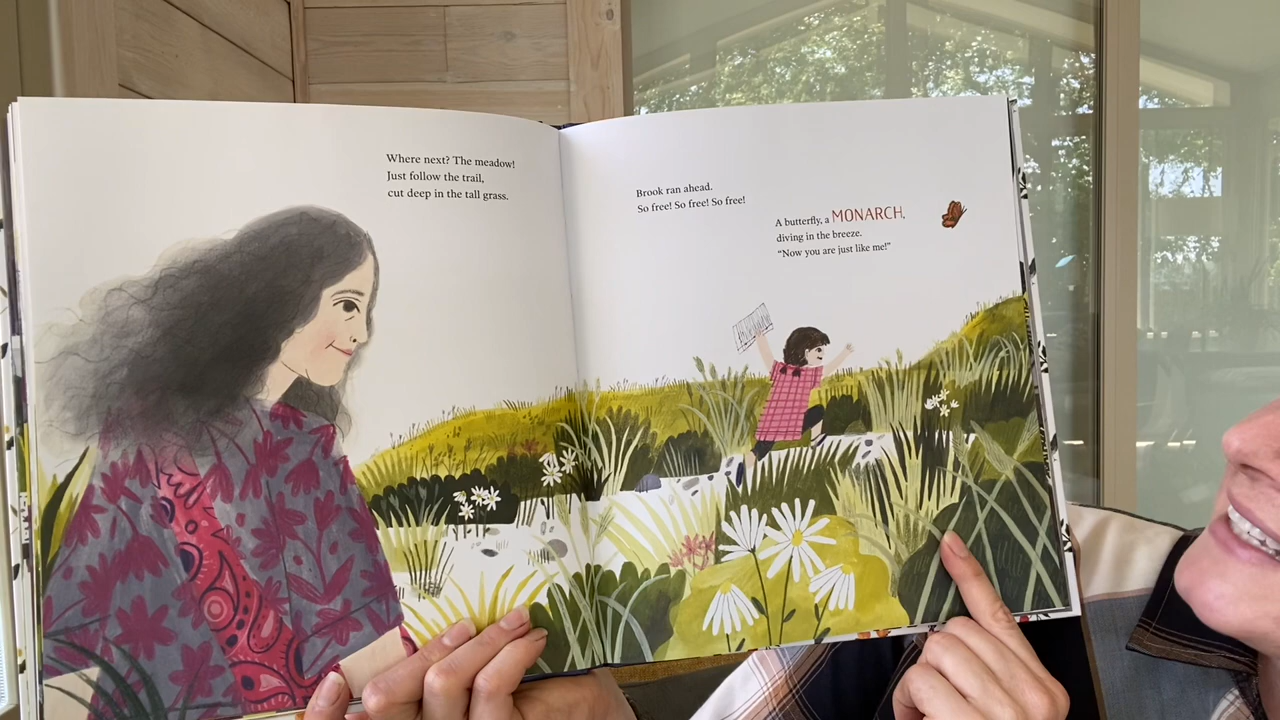 Where next? The meadow!
Just follow the trail,
cut deep in the tall grass.
Brook ran ahead.
So free! So free! So free!
A butterfly, a MONARCH,
diving in the breeze.
“Now you are just like me!”